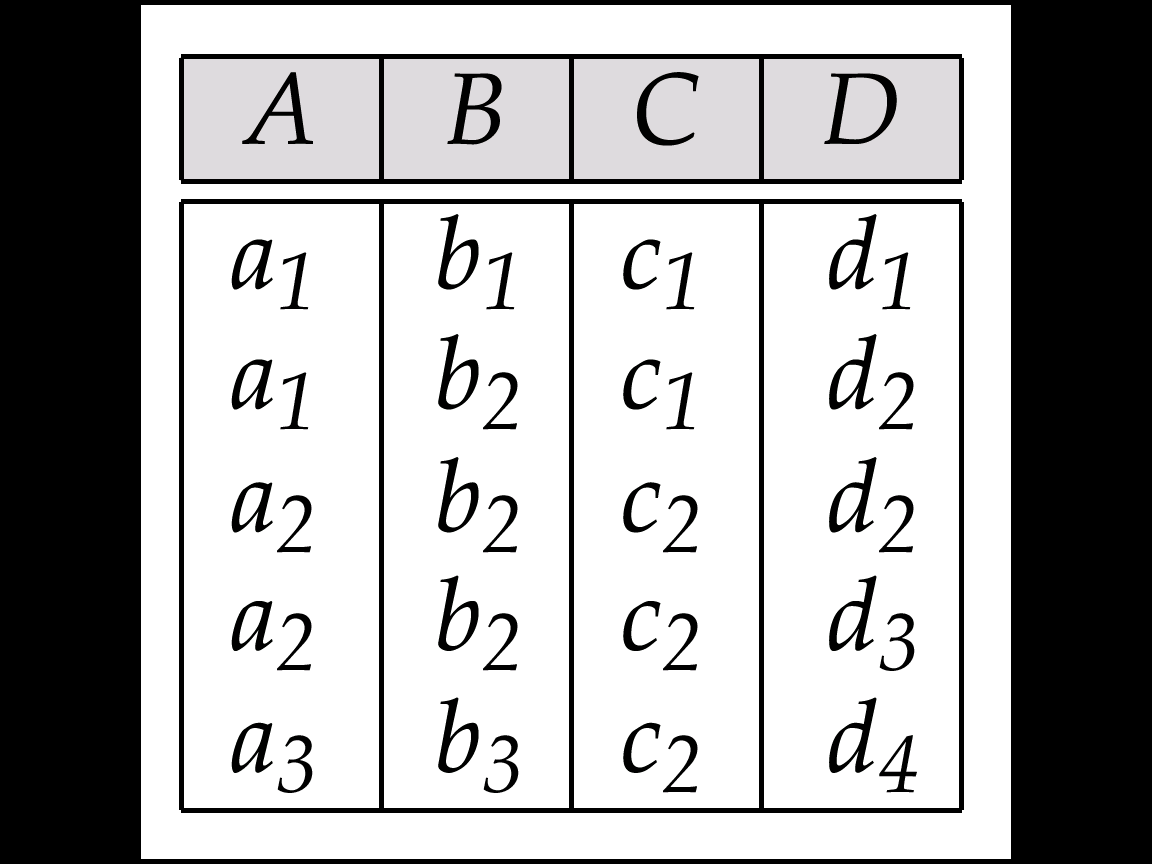 A B C D
a1 b1 c1 d1
a1 b2 c1 d2
a2 b2 c2 d2
a2 b2 c2 d3
a3 b3 c2 d4